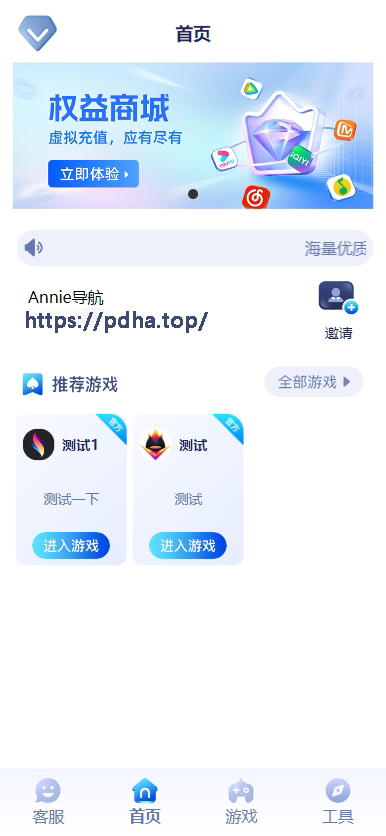 首页
权益商城
虚拟充值，应有尽有
立即体验
YOUKU
iQIYI
海量优质
Annie导航
https://pdha.top/
邀请
推荐游戏
全部游戏
官方
测试1
测试一下
进入游戏
官方
测试
测试
进入游戏
客服
首页
游戏
工具